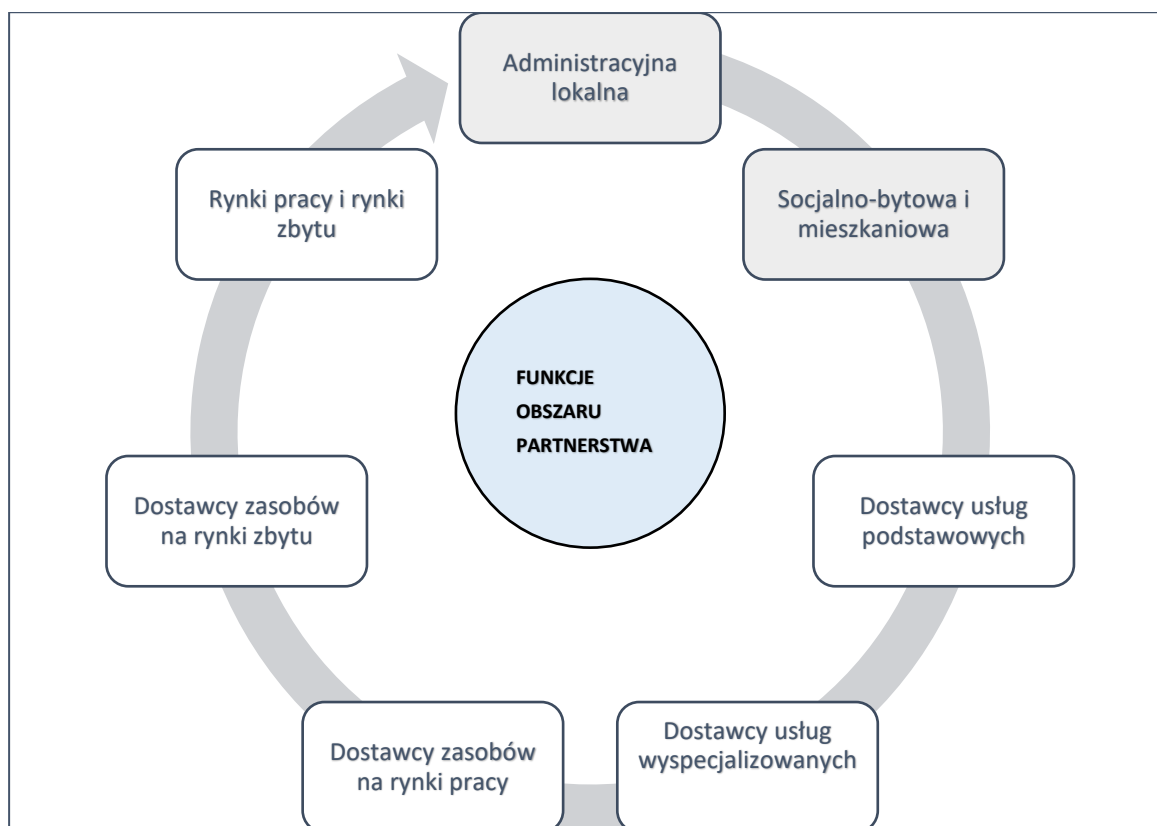 Administracyjna
lokalna
Socjalno-bytowa i
mieszkaniowa
Dostawcy usług
podstawowych
Dostawcy usług
wyspecjalizowanych
Dostawcy zasobów
na rynki pracy
Dostawcy zasobów
na rynki zbytu
Rynki pracy i rynki
zbytu
FUNKCJE
OBSZARU
PARTNERSTWA